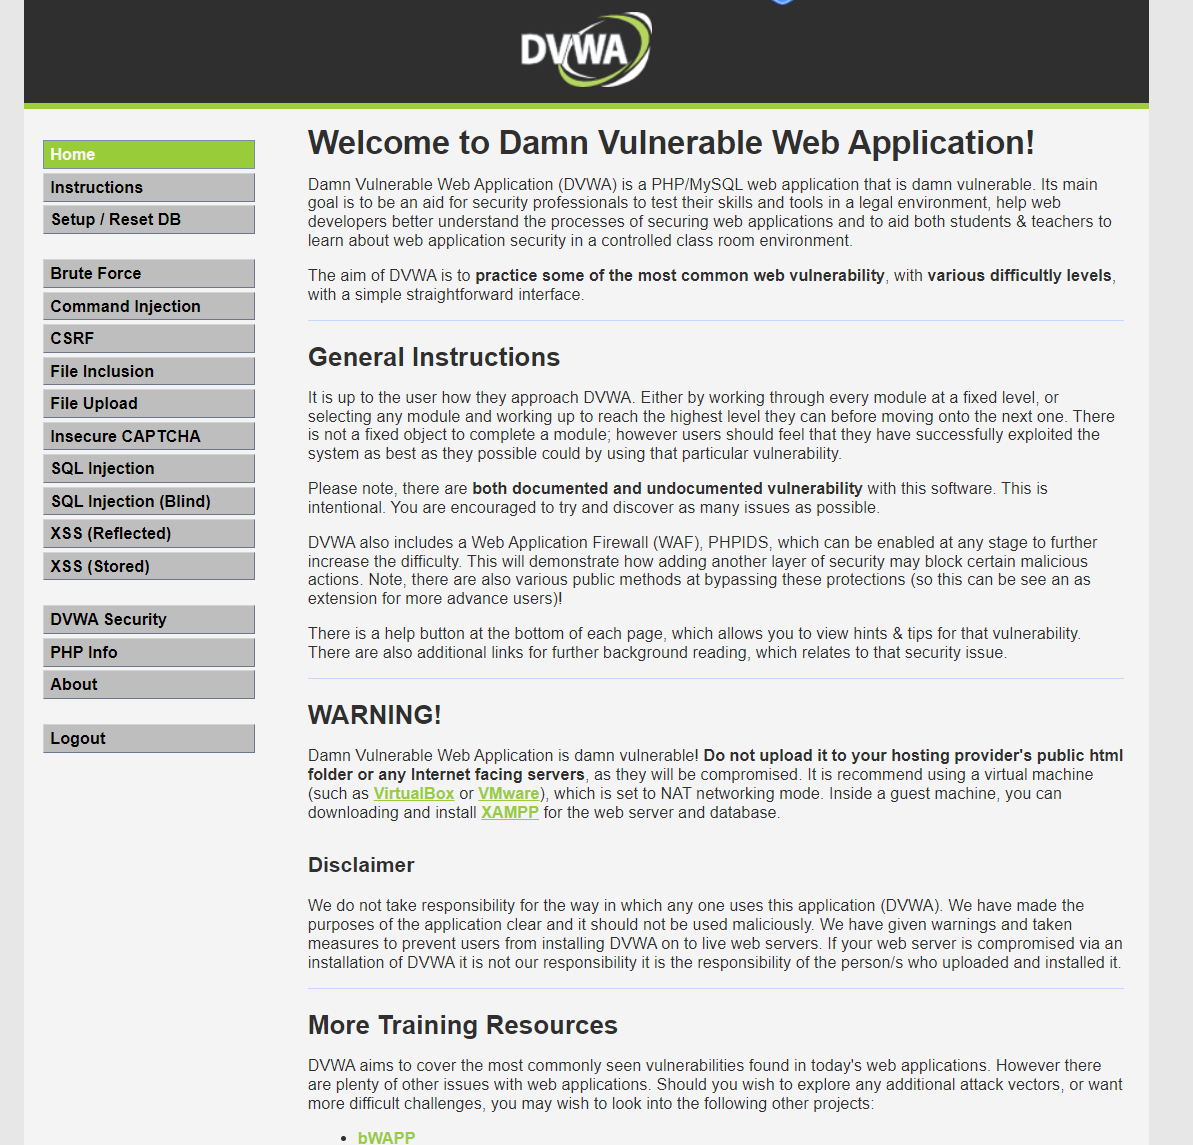 DVWA
Home
Instructions
Setup / Reset DB
Brute Force
Command Injection
CSRF
File Inclusion
File Upload
Insecure CAPTCHA
SQL Injection
SQL Injection (Blind)
XSS (Reflected)
XSS (Stored)
DVWA Security
PHP Info
About
Logout
Welcome to Damn Vulnerable Web Application!
Damn Vulnerable Web Application (DVWA) is a PHP/MySQL web application that is damn vulnerable. Its main
goal is to be an aid for security professionals to test their skills and tools in a legal environment, help web
developers better understand the processes of securing web applications and to aid both students & teachers to
learn about web application security in a controlled class room environment.
The aim of DVWA is to practice some of the most common web vulnerability, with various difficultly levels,
with a simple straightforward interface.
General Instructions
It is up to the user how they approach DVWA. Either by working through every module at a fixed level, or
selecting any module and working up to reach the highest level they can before moving onto the next one. There
is not a fixed object to complete a module; however users should feel that they have successfully exploited the
system as best as they possible could by using that particular vulnerability.
Please note, there are both documented and undocumented vulnerability with this software. This is
intentional. You are encouraged to try and discover as many issues as possible.
DVWA also includes a Web Application Firewall (WAF), PHPIDS, which can be enabled at any stage to further
increase the difficulty. This will demonstrate how adding another layer of security may block certain malicious
actions. Note, there are also various public methods at bypassing these protections (so this can be see an as
extension for more advance users)!
There is a help button at the bottom of each page, which allows you to view hints & tips for that vulnerability.
There are also additional links for further background reading, which relates to that security issue.
WARNING!
Damn Vulnerable Web Application is damn vulnerable! Do not upload it to your hosting provider's public html
folder or any Internet facing servers, as they will be compromised. It is recommend using a virtual machine
(such as VirtualBox or VMware), which is set to NAT networking mode. Inside a guest machine, you can
downloading and install XAMPP for the web server and database.
Disclaimer
We do not take responsibility for the way in which any one uses this application (DVWA). We have made the
purposes of the application clear and it should not be used maliciously. We have given warnings and taken
measures to prevent users from installing DVWA on to live web servers. If your web server is compromised via an
installation of DVWA it is not our responsibility it is the responsibility of the person/s who uploaded and installed it.
More Training Resources
DVWA aims to cover the most commonly seen vulnerabilities found in today's web applications. However there
are plenty of other issues with web applications. Should you wish to explore any additional attack vectors, or want
more difficult challenges, you may wish to look into the following other projects:
• bWAPP